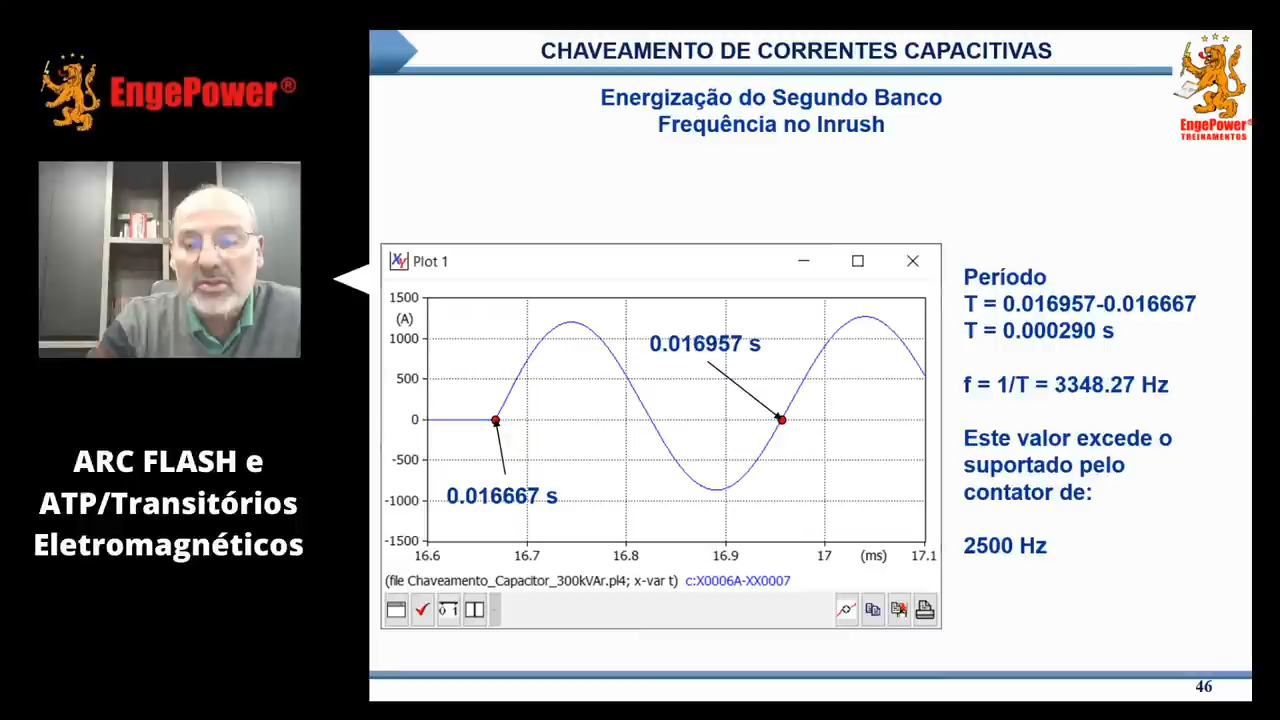 EngePower®
ARC FLASH e
ATP/Transitórios
Eletromagnéticos
CHAVEAMENTO DE CORRENTES CAPACITIVAS
EngePower®
TREINAMENTOS
Energização do Segundo Banco
Frequência no Inrush
Plot 1
1500
(A)
1000
500
0
-500
-1000
-1500
16.6
16.7
16.8
16.9
17
(ms)
17.1
0.016957 s
0.016667 s
(file Chaveamento_Capacitor_300kVAr.pl4; x-var t) c:X0006A-XX0007
Período
T = 0.016957-0.016667
T = 0.000290 s
f = 1/T = 3348.27 Hz
Este valor excede o
suportado pelo
contator de:
2500 Hz
46